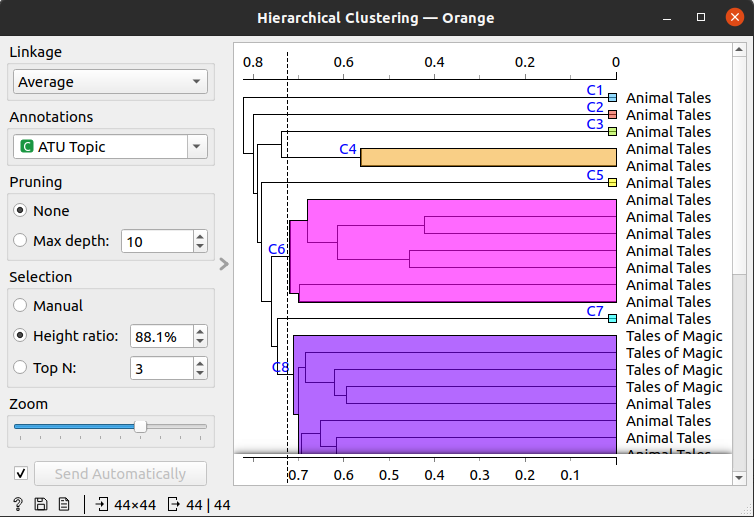 Hierarchical Clustering — Orange
Linkage
Average
Annotations
C ATU Topic
Pruning
None
Max depth: 10
Selection
Manual
Height ratio: 88.1%
Top N: 3
Zoom
Send Automatically
? 44×44 44 | 44
0.8 0.6 0.4 0.2 0
C1 Animal Tales
C2 Animal Tales
C3 Animal Tales
C4 Animal Tales
Animal Tales
C5 Animal Tales
Animal Tales
Animal Tales
Animal Tales
C6 Animal Tales
Animal Tales
Animal Tales
Animal Tales
C7 Animal Tales
Tales of Magic
Tales of Magic
C8 Tales of Magic
Tales of Magic
Animal Tales
Animal Tales
Animal Tales
Animal Tales
0.7 0.6 0.5 0.4 0.3 0.2 0.1